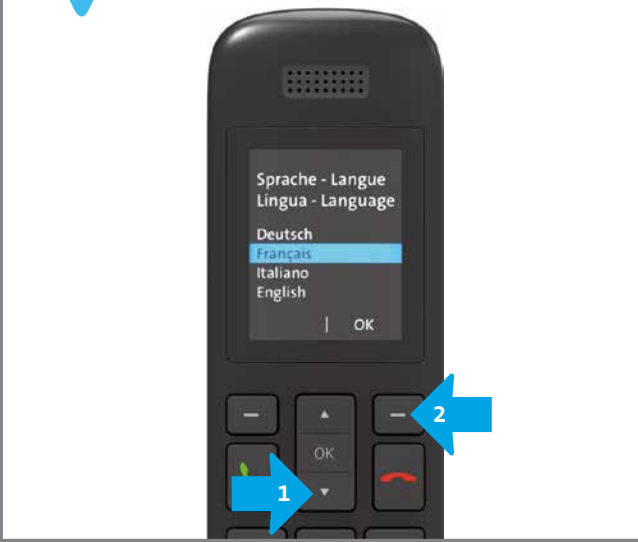 Sprache - Langue
Lingua - Language
Deutsch
Français
Italiano
English
| OK
2
OK
1